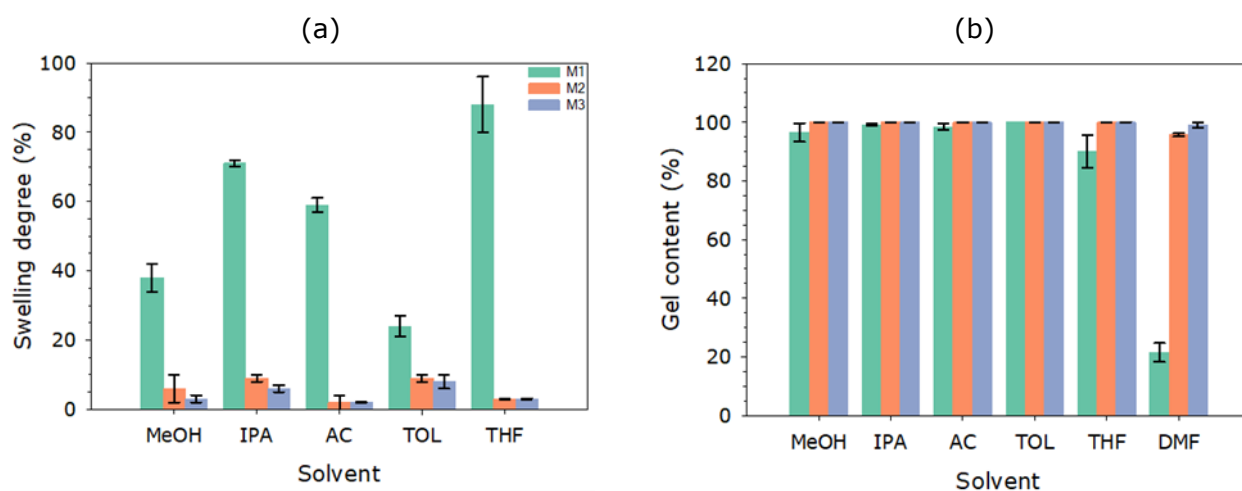 (a)
100
80
60
40
20
0
Swelling degree (%)
M1
M2
M3
MeOH IPA AC TOL THF
Solvent
(b)
120
100
80
60
40
20
0
Gel content (%)
MeOH IPA AC TOL THF DMF
Solvent